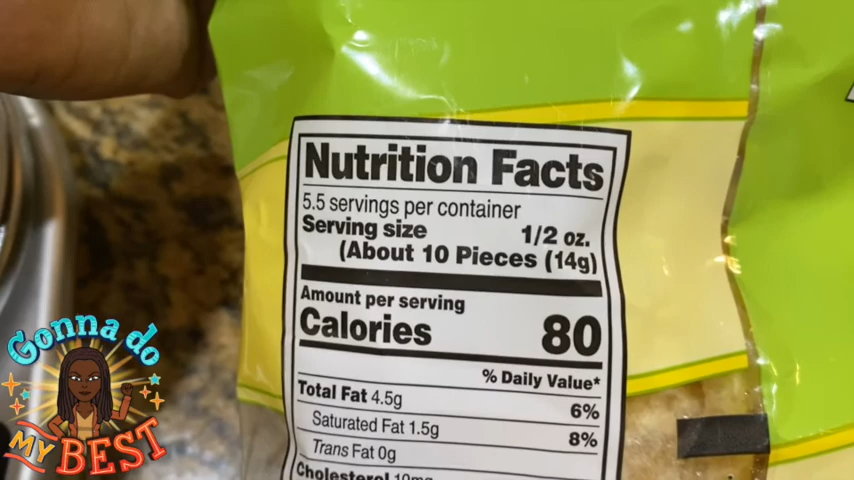 Nutrition Facts
5.5 servings per container
Serving size 1/2 oz.
(About 10 Pieces (14g)
Amount per serving
Calories 80
% Daily Value*
Total Fat 4.5g 6%
Saturated Fat 1.5g 8%
Trans Fat 0g
Cholesterol 10mg
Gonna do
MY BEST